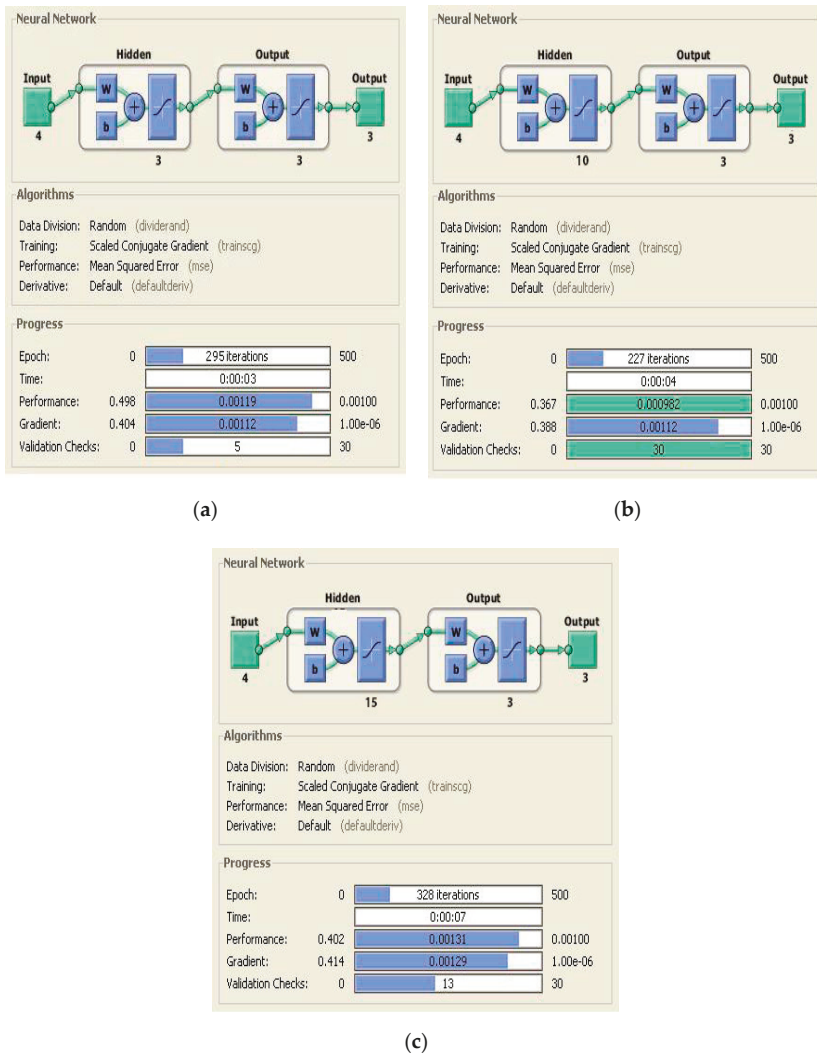 Neural Network
Hidden
Output
Input
W
b
+
W
b
+
Output
4
3
3
3
Algorithms
Data Division: Random (dividerand)
Training: Scaled Conjugate Gradient (trainscg)
Performance: Mean Squared Error (mse)
Derivative: Default (defaultderiv)
Progress
Epoch: 0 295 iterations 500
Time: 0:00:03
Performance: 0.498 0.00119 0.00100
Gradient: 0.404 0.00112 1.00e-06
Validation Checks: 0 5 30
(a)
Neural Network
Hidden
Output
Input
W
b
+
W
b
+
Output
4
10
3
3
Algorithms
Data Division: Random (dividerand)
Training: Scaled Conjugate Gradient (trainscg)
Performance: Mean Squared Error (mse)
Derivative: Default (defaultderiv)
Progress
Epoch: 0 227 iterations 500
Time: 0:00:04
Performance: 0.367 0.000982 0.00100
Gradient: 0.388 0.00112 1.00e-06
Validation Checks: 0 30 30
(b)
Neural Network
Hidden
Output
Input
W
b
+
W
b
+
Output
4
15
3
3
Algorithms
Data Division: Random (dividerand)
Training: Scaled Conjugate Gradient (trainscg)
Performance: Mean Squared Error (mse)
Derivative: Default (defaultderiv)
Progress
Epoch: 0 328 iterations 500
Time: 0:00:07
Performance: 0.402 0.00131 0.00100
Gradient: 0.414 0.00129 1.00e-06
Validation Checks: 0 13 30
(c)